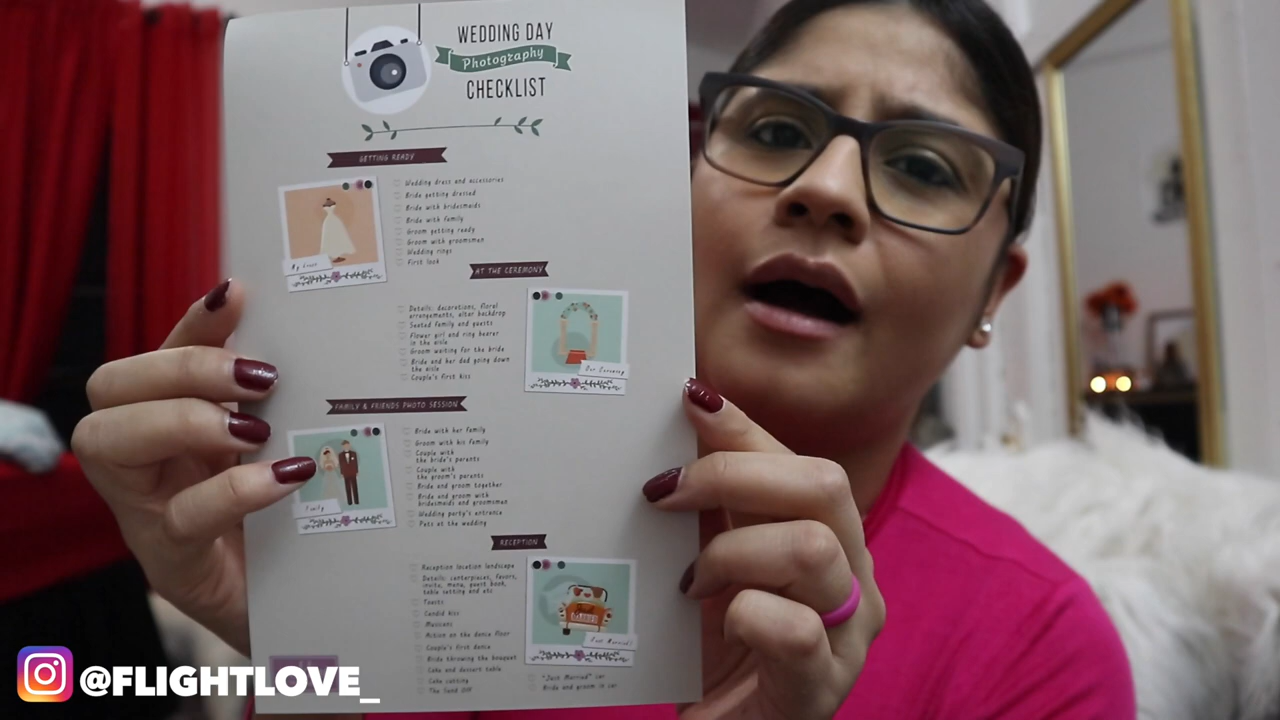 WEDDING DAY
Photography
CHECKLIST
GETTING READY
Wedding dress and accessories
Bride getting dressed
Bride with bridesmaids
Bride with family
Groom getting ready
Groom with groomsmen
Wedding rings
First look
AT THE CEREMONY
Details: decorations, floral
arrangements, altar backdrop
Seated family and guests
Flower girl and ring bearer
in the aisle
Groom waiting for the bride
Bride and her dad going down
the aisle
Couple's first kiss
Our Ceremony
FAMILY & FRIENDS PHOTO SESSION
Family
Bride with her family
Groom with his family
Couple with
the bride's parents
Couple with
the groom's parents
Bride and groom together
Bride and groom with
bridesmaids and groomsmen
Wedding party's entrance
Pets at the wedding
RECEPTION
Reception location landscape
Details: centerpieces, favors,
invite, menu, guest book,
table setting and etc
Toasts
Candid kiss
Musicians
Action on the dance floor
Couple's first dance
Bride throwing the bouquet
Cake and dessert table
Cake cutting
The Send Off
Just Married!
"Just Married" car
Bride and groom in car
@FLIGHTLOVE_